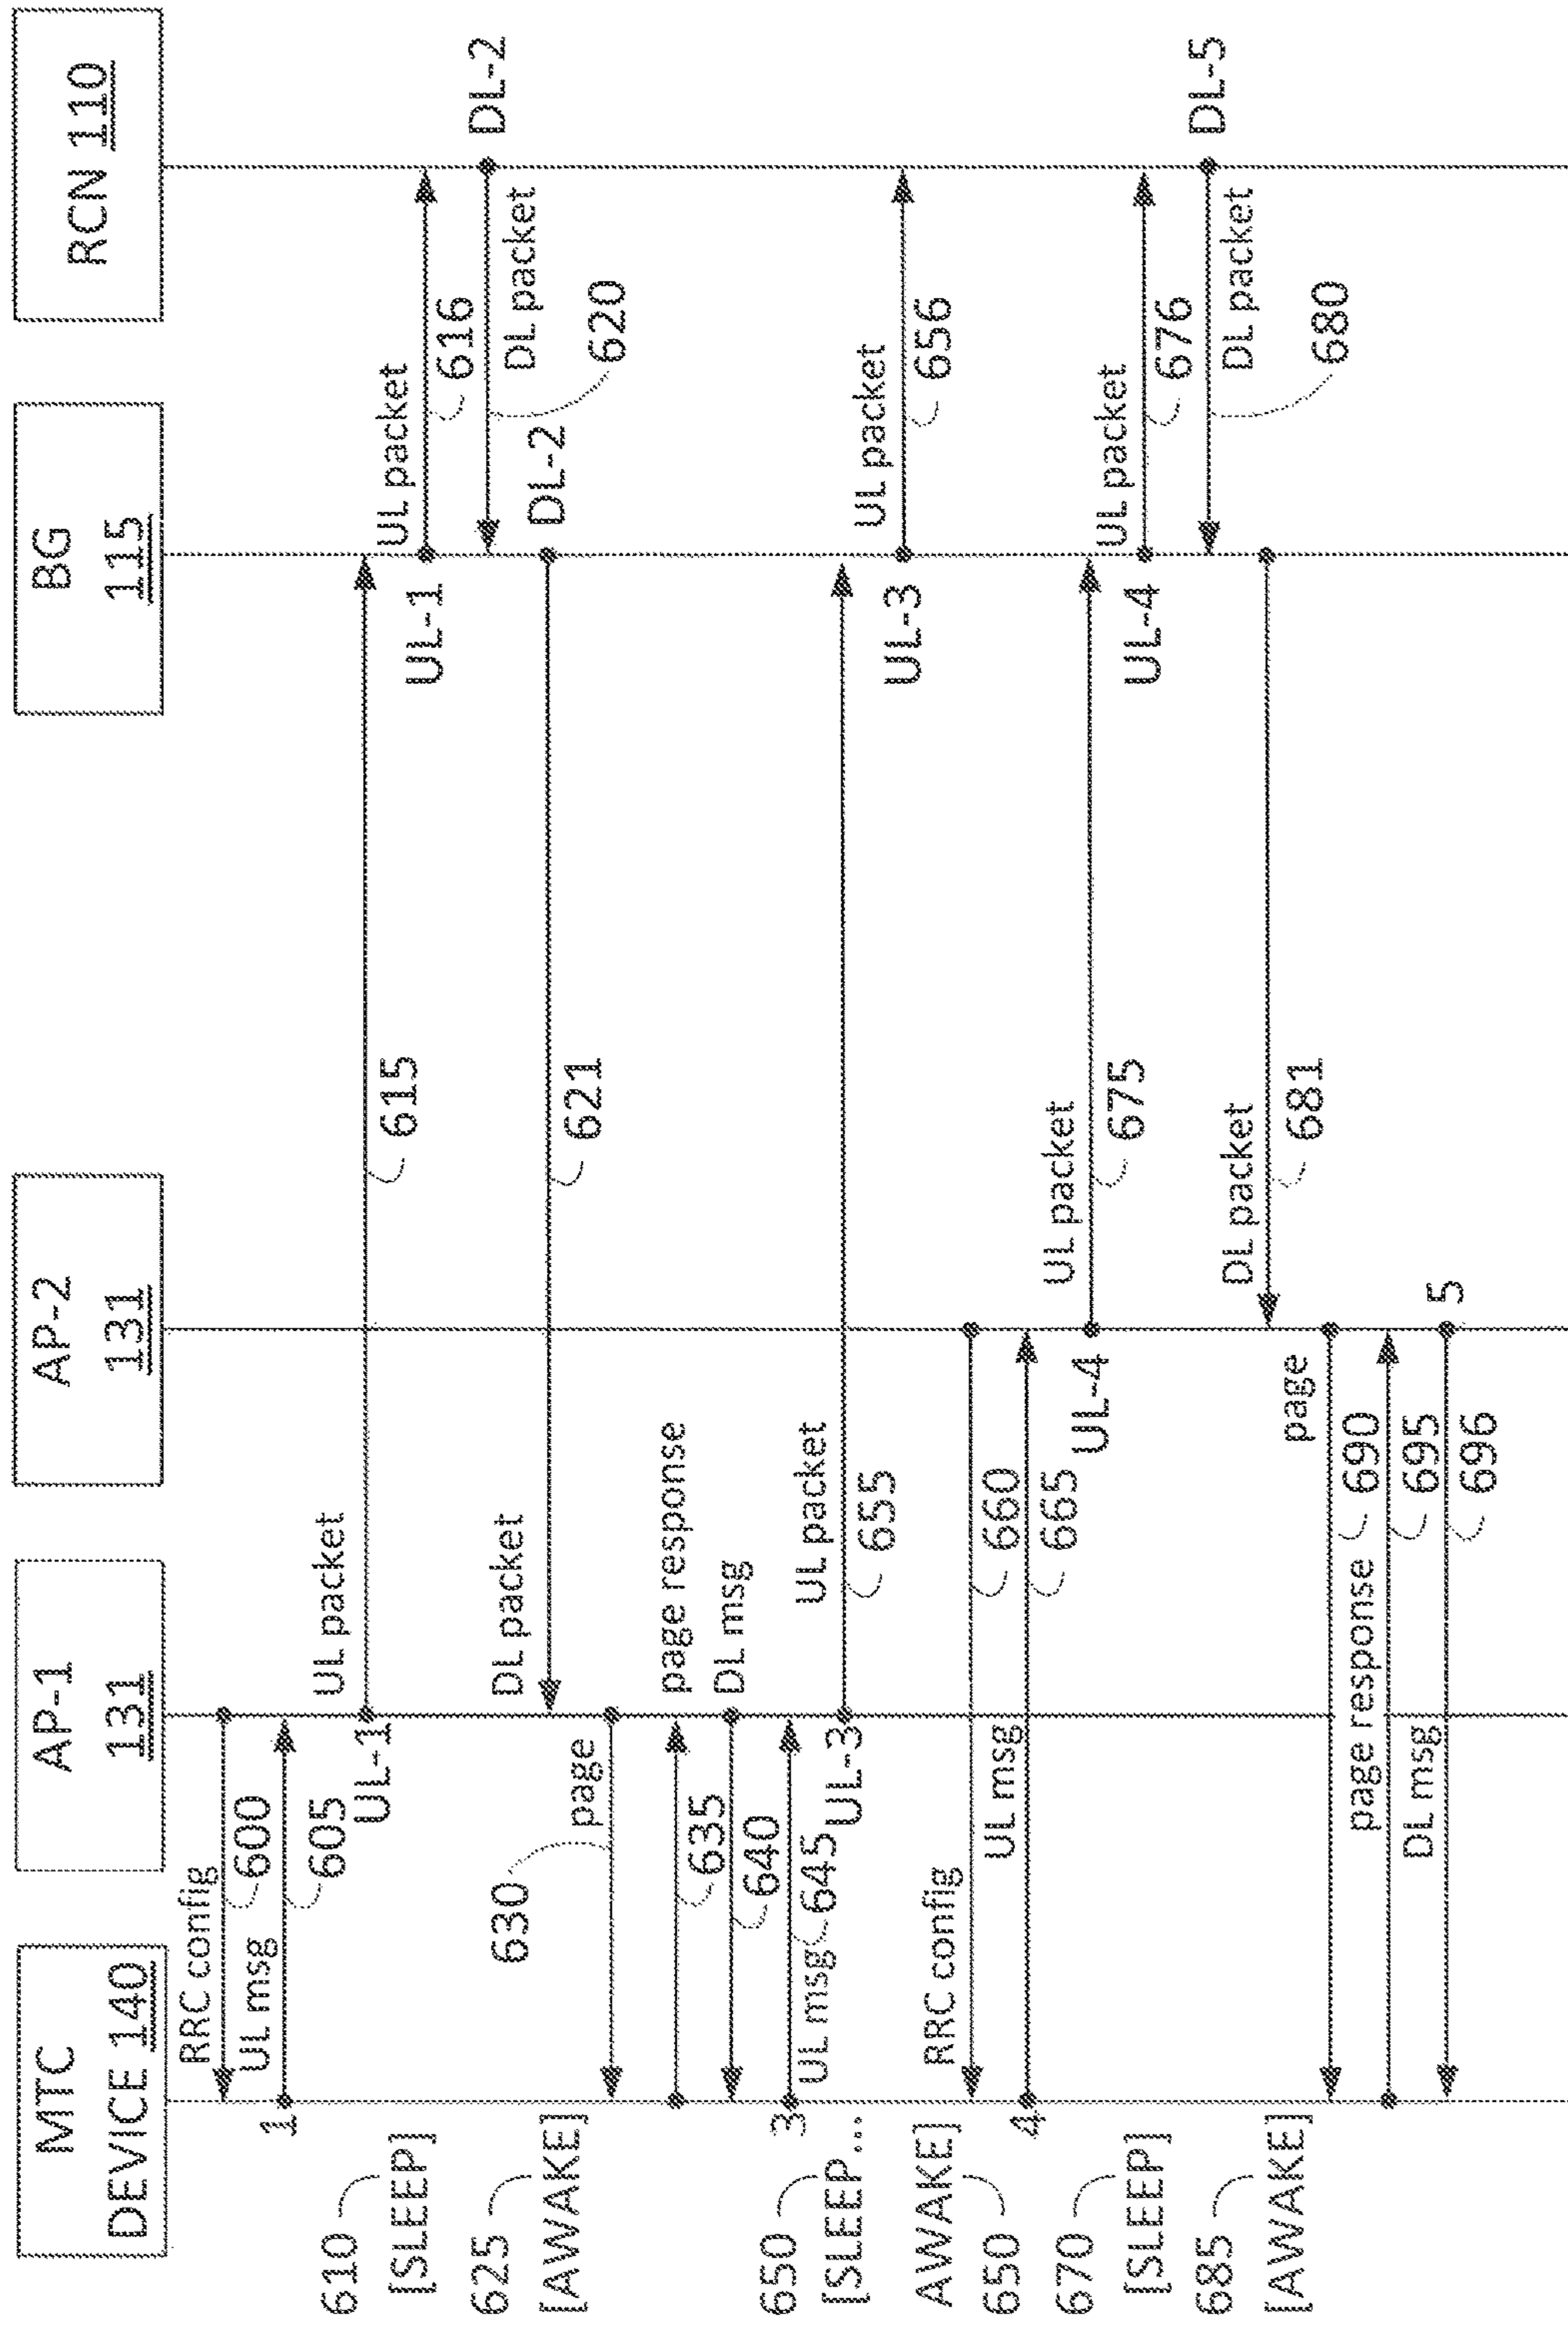 MTC
DEVICE 140
AP-1
131
AP-2
131
BG
115
RCN 110
RRC config
600
UL msg
1
605
610
[SLEEP]
UL packet
UL-1
615
UL packet
UL-1
616
DL-2
DL packet
620
DL-2
DL packet
621
625
[AWAKE]
page
630
page response
635
DL msg
640
3
UL msg
645
650
[SLEEP...
UL packet
UL-3
655
UL packet
UL-3
656
AWAKE]
650
RRC config
660
UL msg
4
665
670
[SLEEP]
UL packet
UL-4
675
UL packet
UL-4
676
DL-5
DL packet
680
DL packet
681
685
[AWAKE]
page
690
page response
695
DL msg
5
696